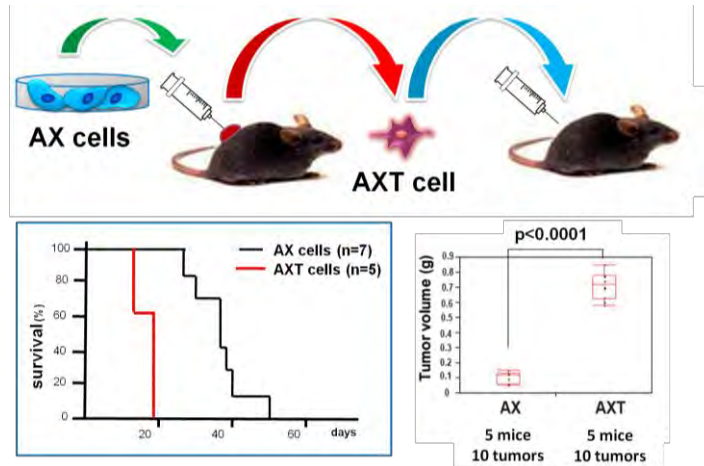 AX cells
AXT cell
survival(%)
100
80
60
40
20
0
AX cells (n=7)
AXT cells (n=5)
20
40
60
days
p<0.0001
Tumor volume (g)
0.9
0.8
0.7
0.6
0.5
0.4
0.3
0.2
0.1
0
AX
AXT
5 mice
10 tumors
5 mice
10 tumors